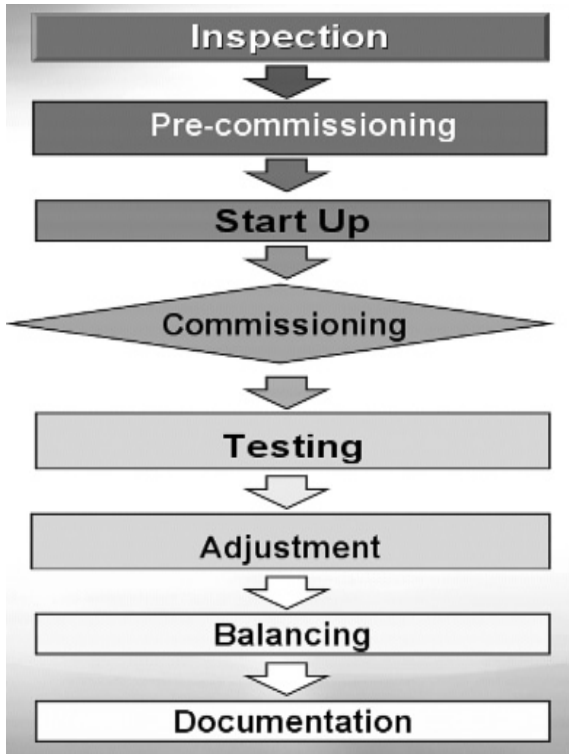 Inspection
Pre-commissioning
Start Up
Commissioning
Testing
Adjustment
Balancing
Documentation